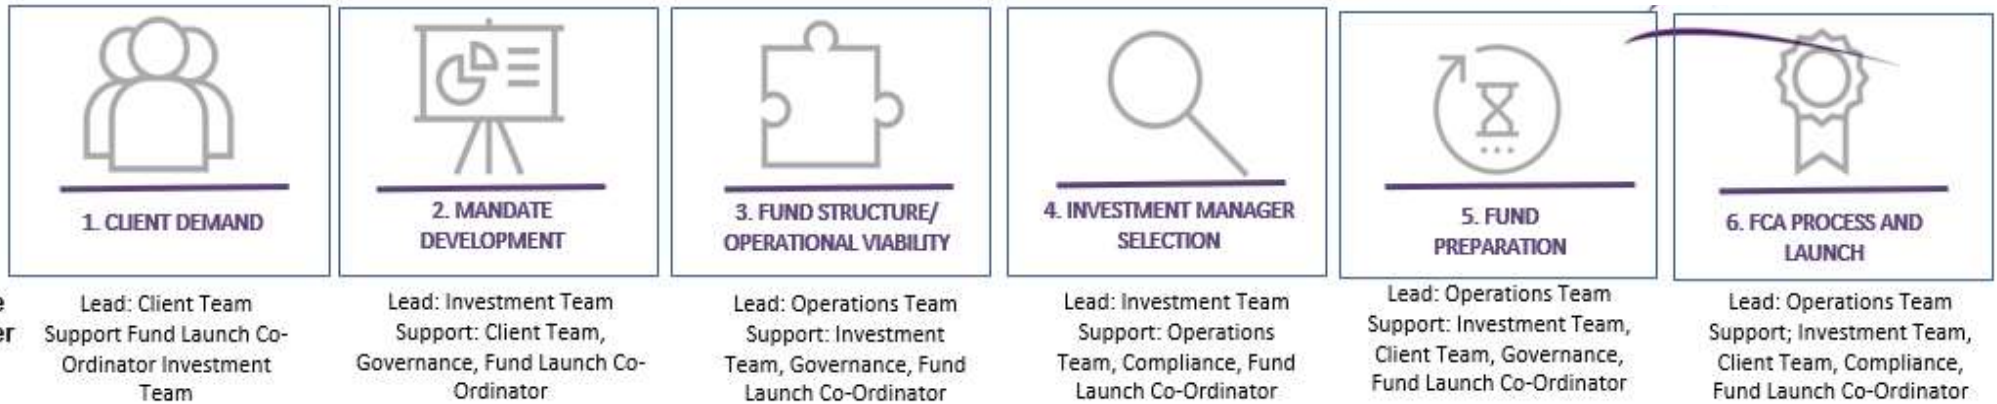 1. CLIENT DEMAND
2. MANDATE
DEVELOPMENT
3. FUND STRUCTURE/
OPERATIONAL VIABILITY
4. INVESTMENT MANAGER
SELECTION
5. FUND
PREPARATION
6. FCA PROCESS AND
LAUNCH
e
er
Lead: Client Team
Support Fund Launch Co-
Ordinator Investment
Team
Lead: Investment Team
Support: Client Team,
Governance, Fund Launch Co-
Ordinator
Lead: Operations Team
Support: Investment
Team, Governance, Fund
Launch Co-Ordinator
Lead: Investment Team
Support: Operations
Team, Compliance, Fund
Launch Co-Ordinator
Lead: Operations Team
Support: Investment Team,
Client Team, Governance,
Fund Launch Co-Ordinator
Lead: Operations Team
Support; Investment Team,
Client Team, Compliance,
Fund Launch Co-Ordinator